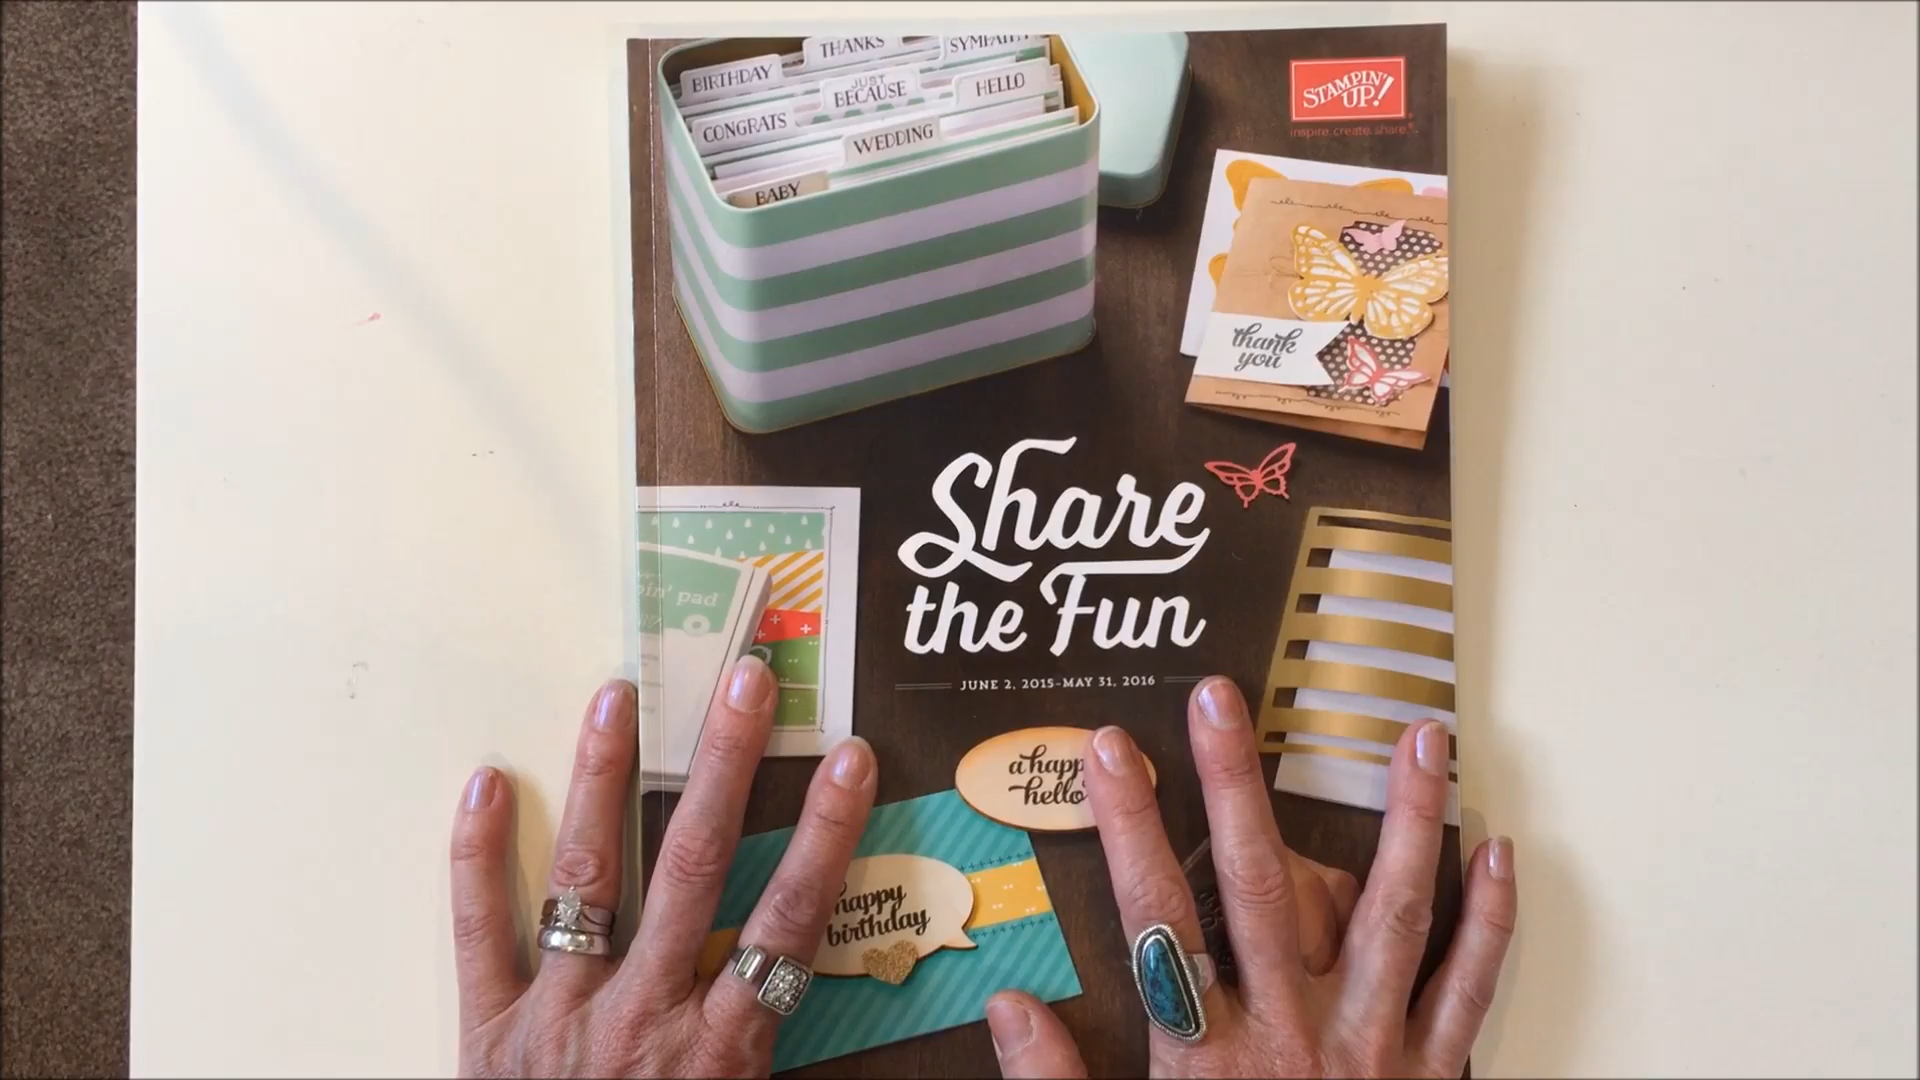 THANKS
SYMPATHY
BIRTHDAY
JUST
BECAUSE
HELLO
CONGRATS
WEDDING
BABY
STAMPIN'
UP!
inspire. create. share.
thank
you
Share
the Fun
JUNE 2, 2015–MAY 31, 2016
pad
a
hello
happy
birthday